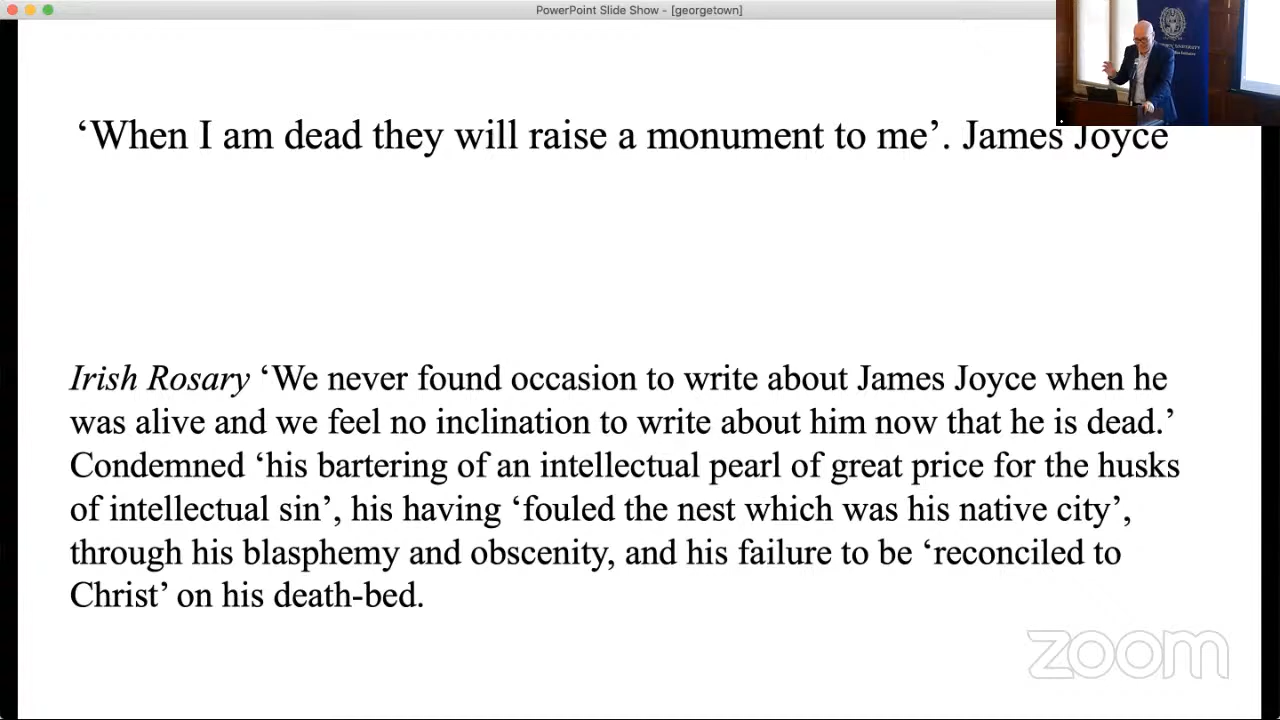 PowerPoint Slide Show - [georgetown]
‘When I am dead they will raise a monument to me’. James Joyce
Irish Rosary ‘We never found occasion to write about James Joyce when he
was alive and we feel no inclination to write about him now that he is dead.’
Condemned ‘his bartering of an intellectual pearl of great price for the husks
of intellectual sin’, his having ‘fouled the nest which was his native city’,
through his blasphemy and obscenity, and his failure to be ‘reconciled to
Christ’ on his death-bed.
zoom